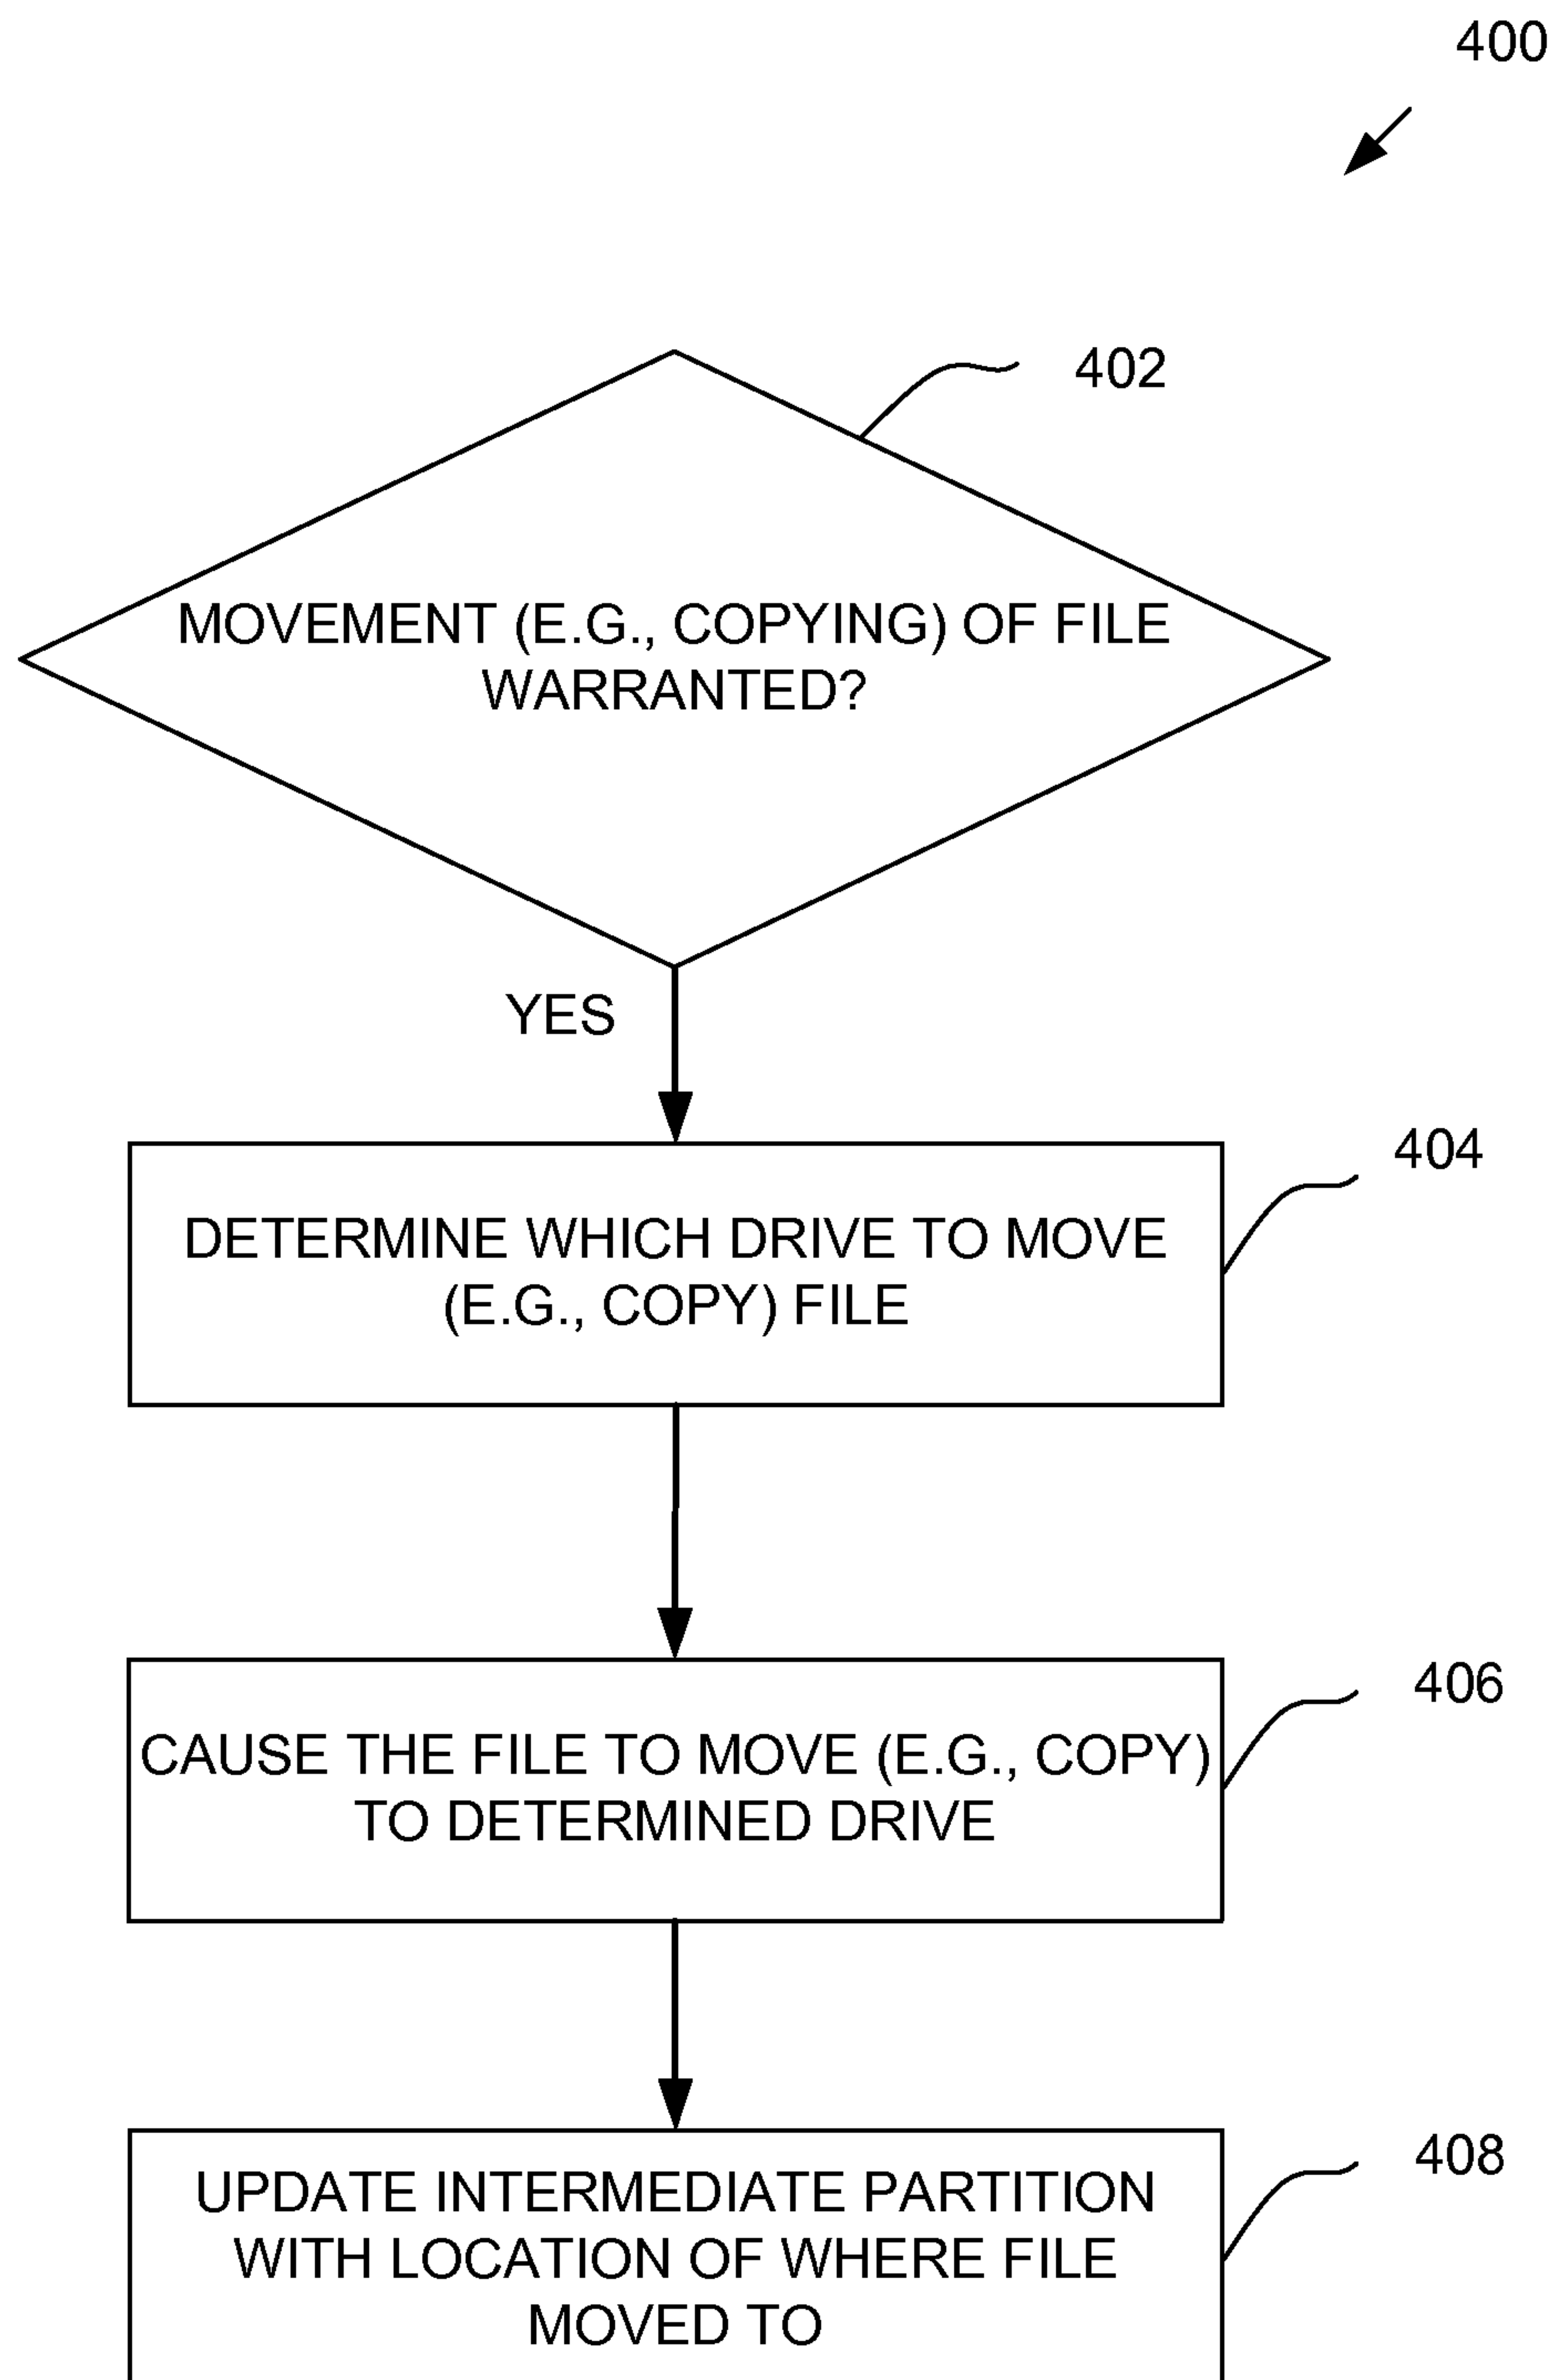 400
402
MOVEMENT (E.G., COPYING) OF FILE
WARRANTED?
YES
404
DETERMINE WHICH DRIVE TO MOVE
(E.G., COPY) FILE
406
CAUSE THE FILE TO MOVE (E.G., COPY)
TO DETERMINED DRIVE
408
UPDATE INTERMEDIATE PARTITION
WITH LOCATION OF WHERE FILE
MOVED TO